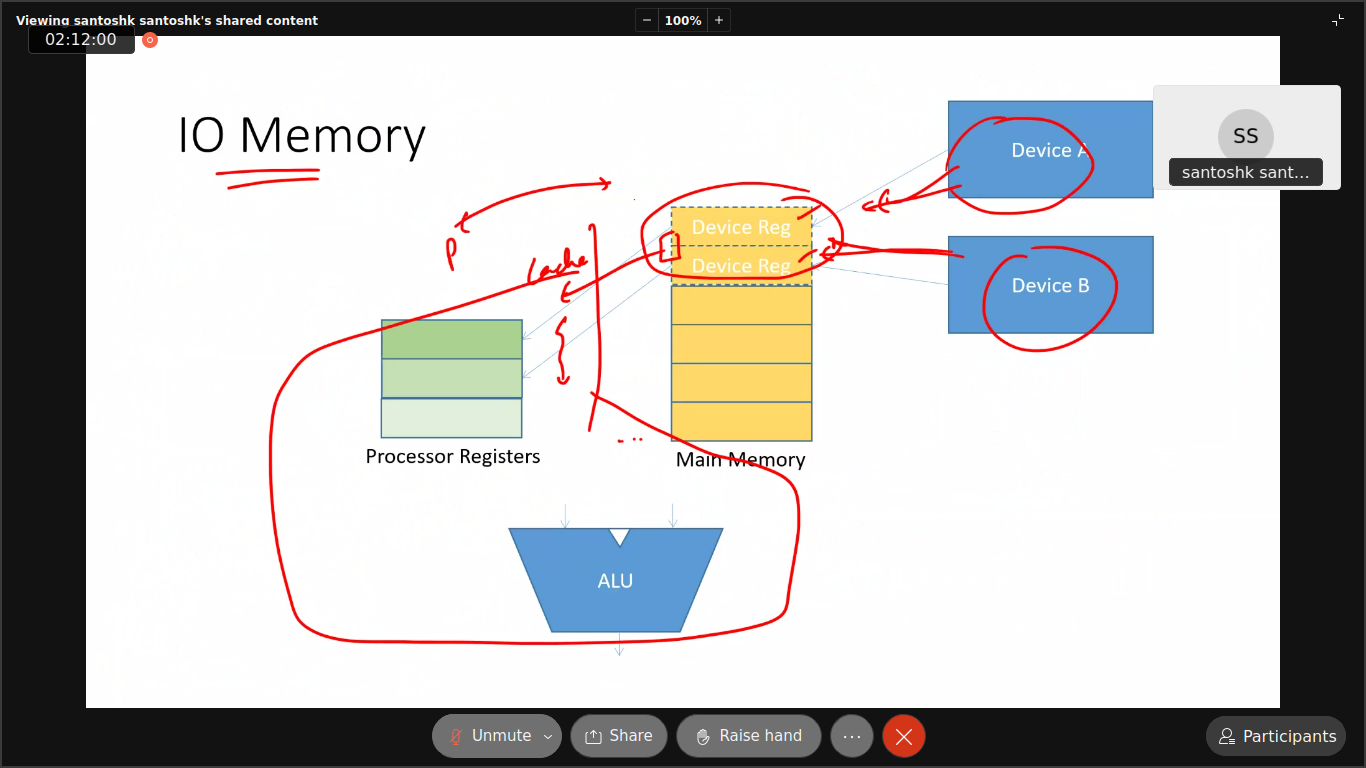 Viewing santoshk santoshk's shared content
− 100% +
02:12:00
IO Memory
Device A
SS
santoshk sant...
Device Reg
Device Reg
Device B
Cache
Processor Registers
Main Memory
ALU
Unmute
Share
Raise hand
Participants